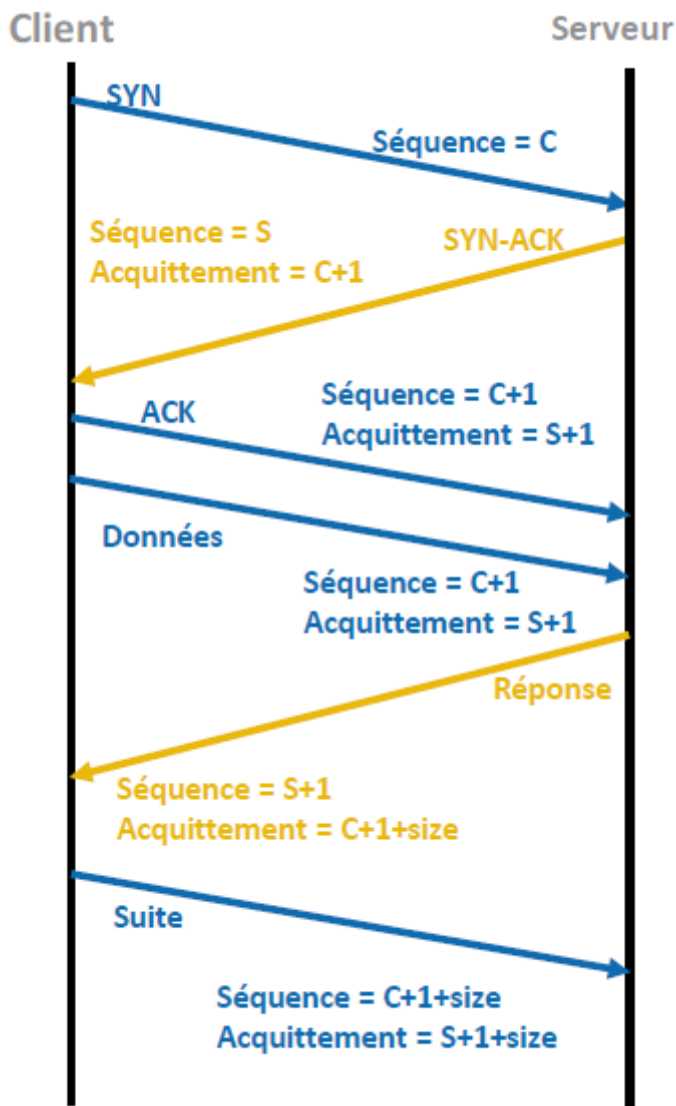 Client
Serveur
SYN
Séquence = C
Séquence = S
SYN-ACK
Acquittement = C+1
ACK
Séquence = C+1
Acquittement = S+1
Données
Séquence = C+1
Acquittement = S+1
Réponse
Séquence = S+1
Acquittement = C+1+size
Suite
Séquence = C+1+size
Acquittement = S+1+size